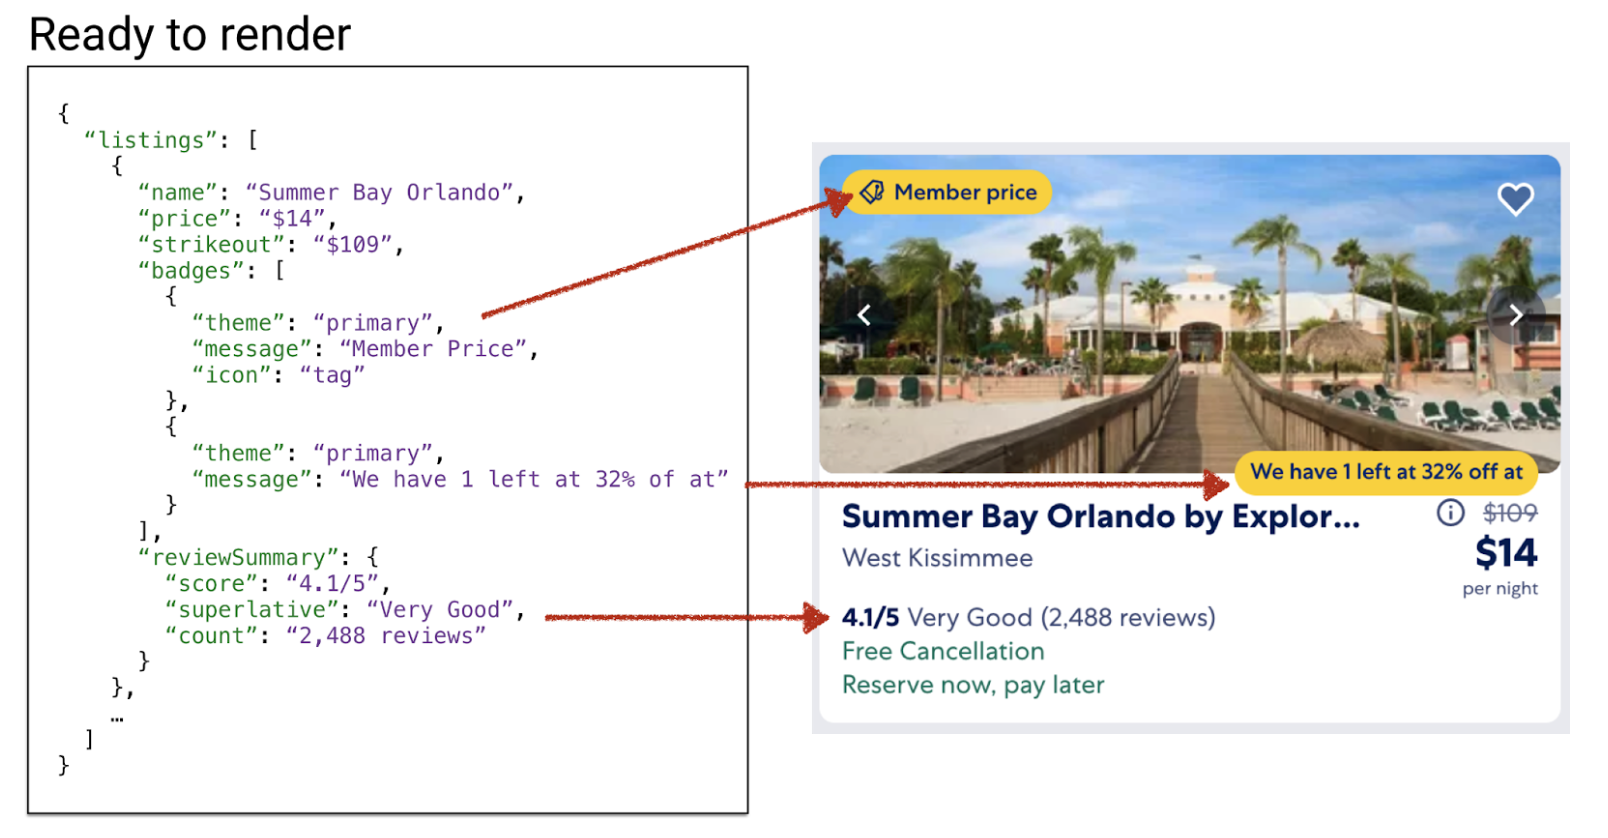 Ready to render
{
“listings”: [
{
“name”: “Summer Bay Orlando”,
“price”: “$14”,
“strikeout”: “$109”,
“badges”: [
{
“theme”: “primary”,
“message”: “Member Price”,
“icon”: “tag”
},
{
“theme”: “primary”,
“message”: “We have 1 left at 32% of at”
}
],
“reviewSummary”: {
“score”: “4.1/5”,
“superlative”: “Very Good”,
“count”: “2,488 reviews”
}
},
…
]
}
Member price
We have 1 left at 32% off at
Summer Bay Orlando by Explor...
$109
West Kissimmee
$14
per night
4.1/5 Very Good (2,488 reviews)
Free Cancellation
Reserve now, pay later